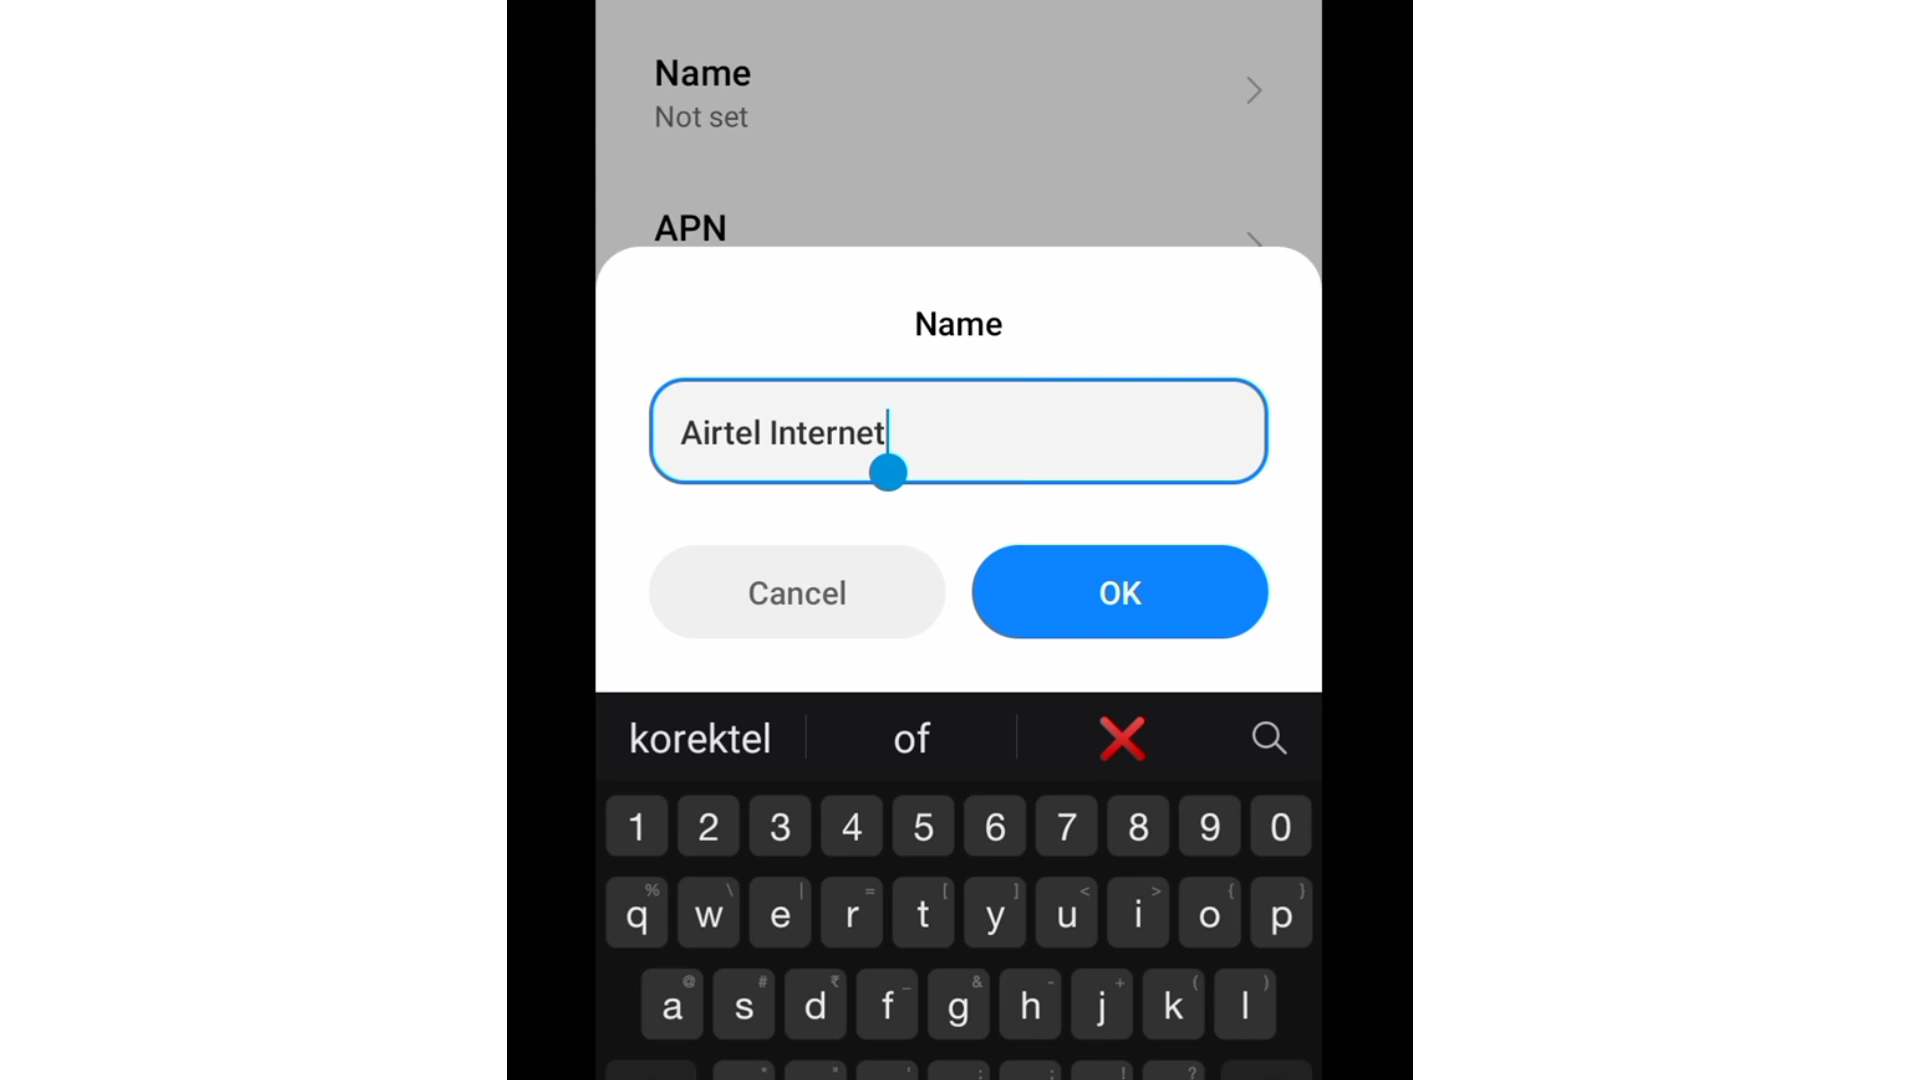 Name
Not set
APN
Name
Airtel Internet
Cancel OK
korektel of
1 2 3 4 5 6 7 8 9 0
% \ | = [ ] < > { }
q w e r t y u i o p
@ # ₹ _ & - + ( )
a s d f g h j k l
* " ' : ; ! ?